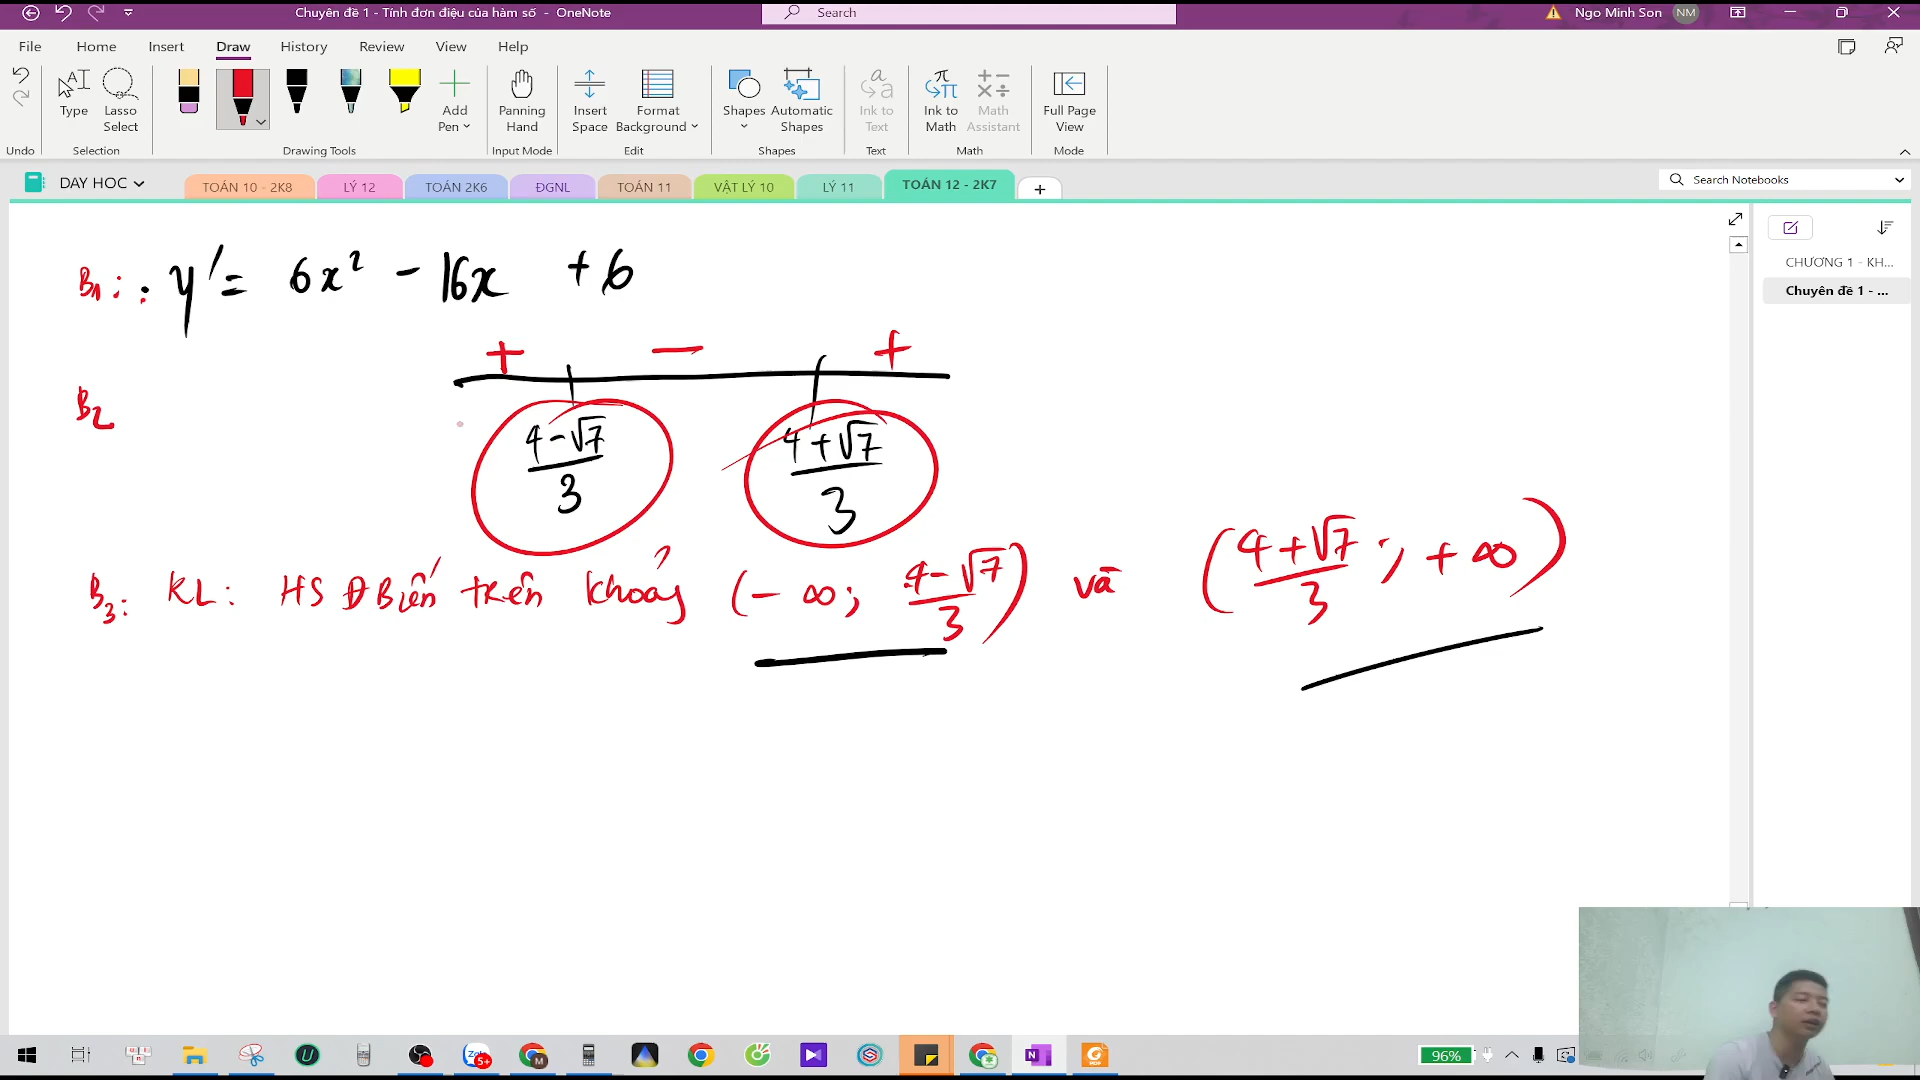 Chuyên đề 1 - Tính đơn điệu của hàm số - OneNote
Search
Ngo Minh Son NM
File Home Insert Draw History Review View Help
Type Lasso Select Add Pen Panning Hand Insert Space Format Background Shapes Automatic Shapes Ink to Text Ink to Math Math Assistant Full Page View
Undo Selection Drawing Tools Input Mode Edit Shapes Text Math Mode
DAY HOC TOÁN 10 - 2K8 LÝ 12 TOÁN 2K6 ĐGNL TOÁN 11 VẬT LÝ 10 LÝ 11 TOÁN 12 - 2K7 + Search Notebooks
CHƯƠNG 1 - KH...
Chuyên đề 1 - ...
B1: y' = 6x² - 16x + 6
+ - +
B2
4-√7/3 4+√7/3
B3: KL: HS ĐBiến trên khoảng (-∞; 4-√7/3) và (4+√7/3; +∞)
5+
96%